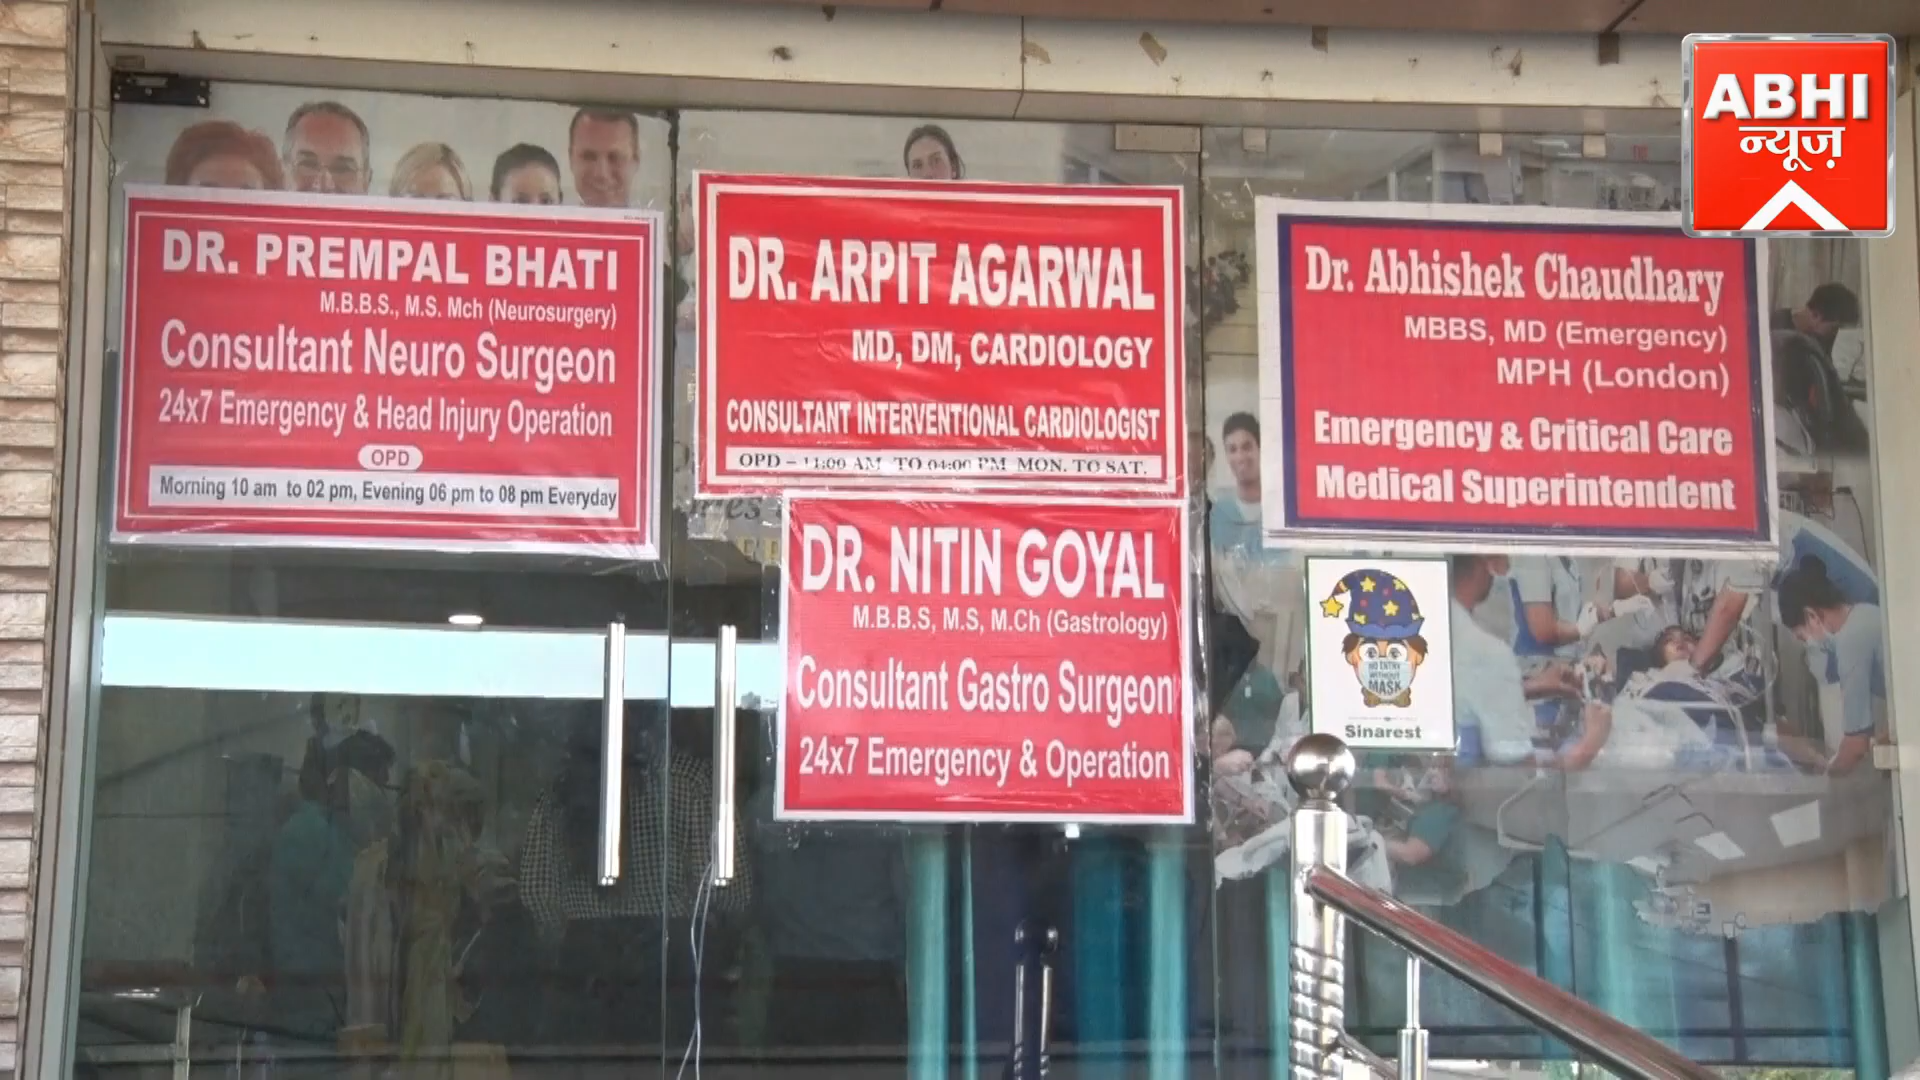 ABHI
न्यूज़
DR. PREMPAL BHATI
M.B.B.S., M.S. Mch (Neurosurgery)
Consultant Neuro Surgeon
24x7 Emergency & Head Injury Operation
OPD
Morning 10 am to 02 pm, Evening 06 pm to 08 pm Everyday
DR. ARPIT AGARWAL
MD, DM, CARDIOLOGY
CONSULTANT INTERVENTIONAL CARDIOLOGIST
OPD – 11:00 AM TO 04:00 PM MON. TO SAT.
DR. NITIN GOYAL
M.B.B.S, M.S, M.Ch (Gastrology)
Consultant Gastro Surgeon
24x7 Emergency & Operation
Dr. Abhishek Chaudhary
MBBS, MD (Emergency)
MPH (London)
Emergency & Critical Care
Medical Superintendent
NO ENTRY
WITHOUT
MASK
Sinarest